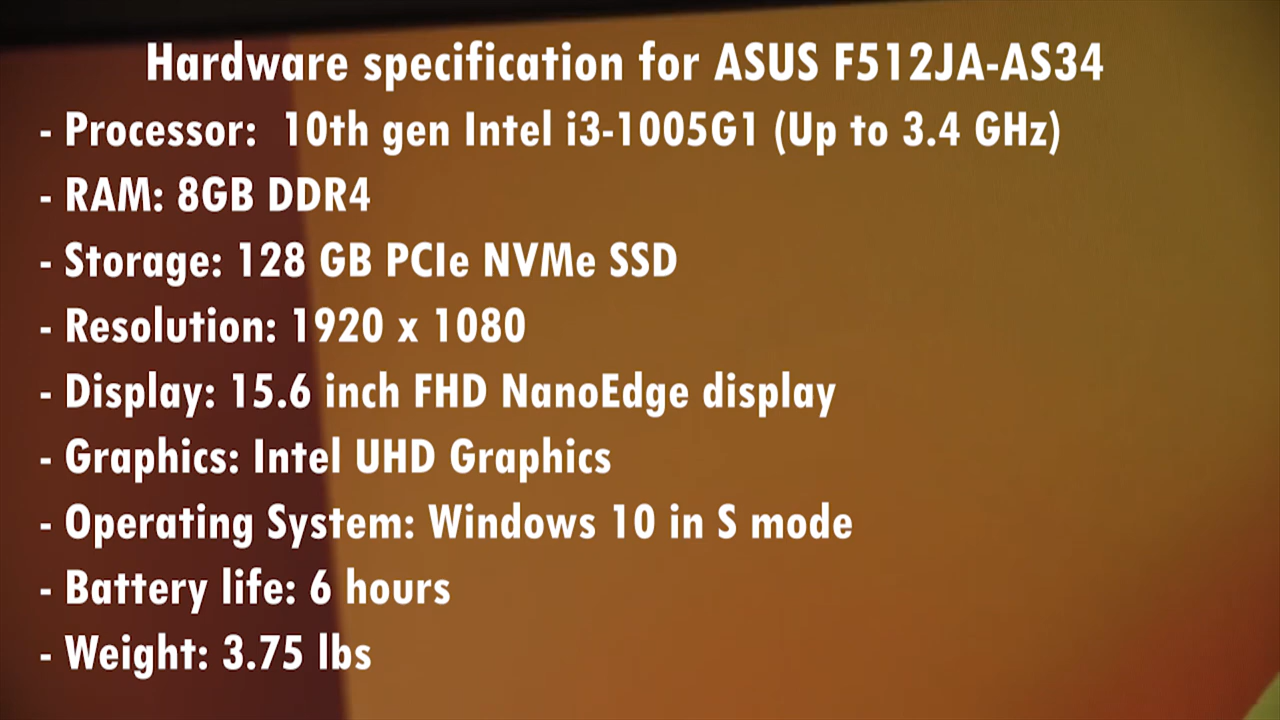 Hardware specification for ASUS F512JA-AS34
- Processor:  10th gen Intel i3-1005G1 (Up to 3.4 GHz)
- RAM: 8GB DDR4
- Storage: 128 GB PCIe NVMe SSD
- Resolution: 1920 x 1080
- Display: 15.6 inch FHD NanoEdge display
- Graphics: Intel UHD Graphics
- Operating System: Windows 10 in S mode
- Battery life: 6 hours
- Weight: 3.75 lbs